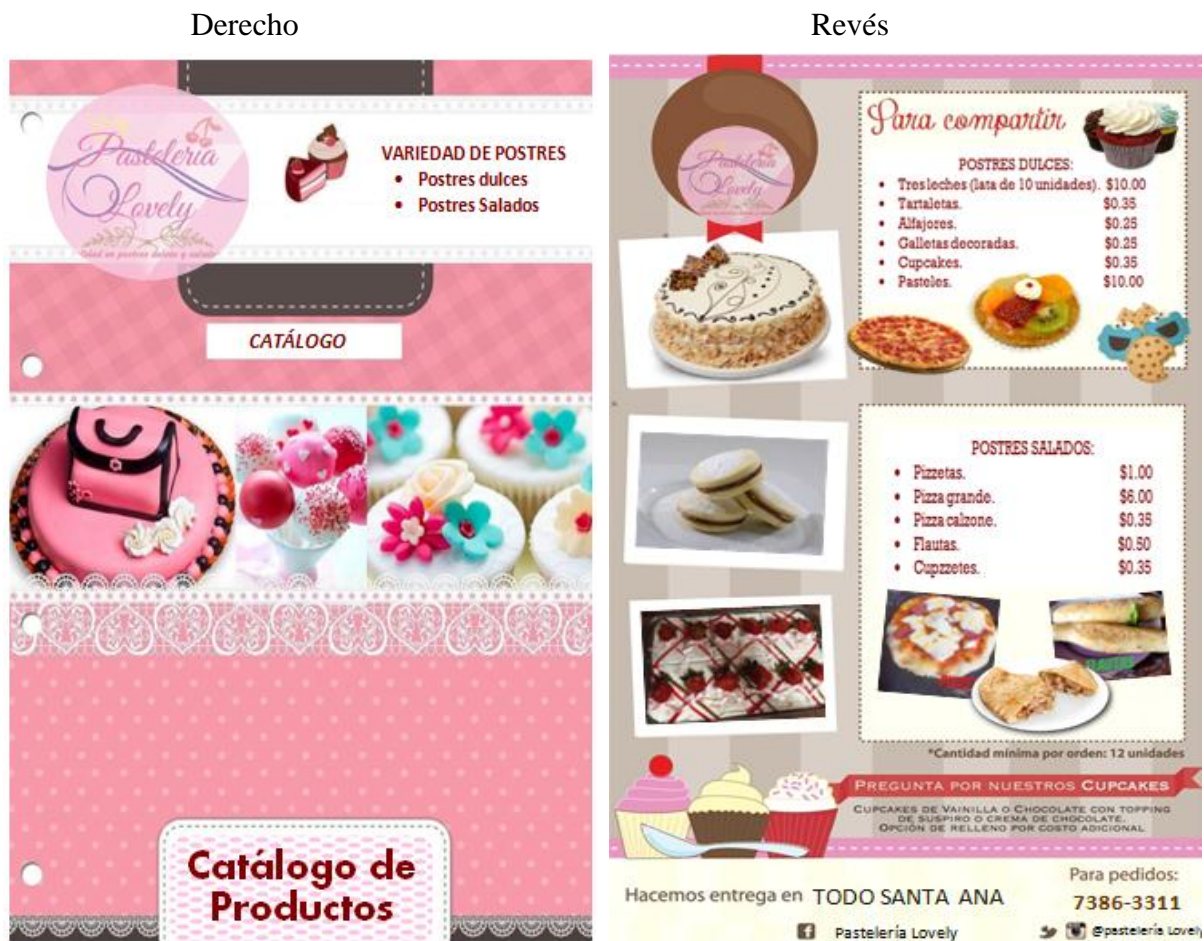 Derecho
Revés
Pastelería
Lovely
VARIEDAD DE POSTRES
• Postres dulces
• Postres Salados
CATÁLOGO
Catálogo de
Productos
Pastelería
Lovely
Para compartir
POSTRES DULCES:
• Tres leches (lata de 10 unidades). $10.00
• Tartaletas. $0.35
• Alfajores. $0.25
• Galletas decoradas. $0.25
• Cupcakes. $0.35
• Pasteles. $10.00
POSTRES SALADOS:
• Pizzetas. $1.00
• Pizza grande. $6.00
• Pizza calzone. $0.35
• Flautas. $0.50
• Cupzzetes. $0.35
FLAUTAS
*Cantidad mínima por orden: 12 unidades
PREGUNTA POR NUESTROS CUPCAKES
CUPCAKES DE VAINILLA O CHOCOLATE CON TOPPING
DE SUSPIRO O CREMA DE CHOCOLATE.
OPCIÓN DE RELLENO POR COSTO ADICIONAL
Hacemos entrega en TODO SANTA ANA
Para pedidos:
7386-3311
Pastelería Lovely
@pastelería Lovely